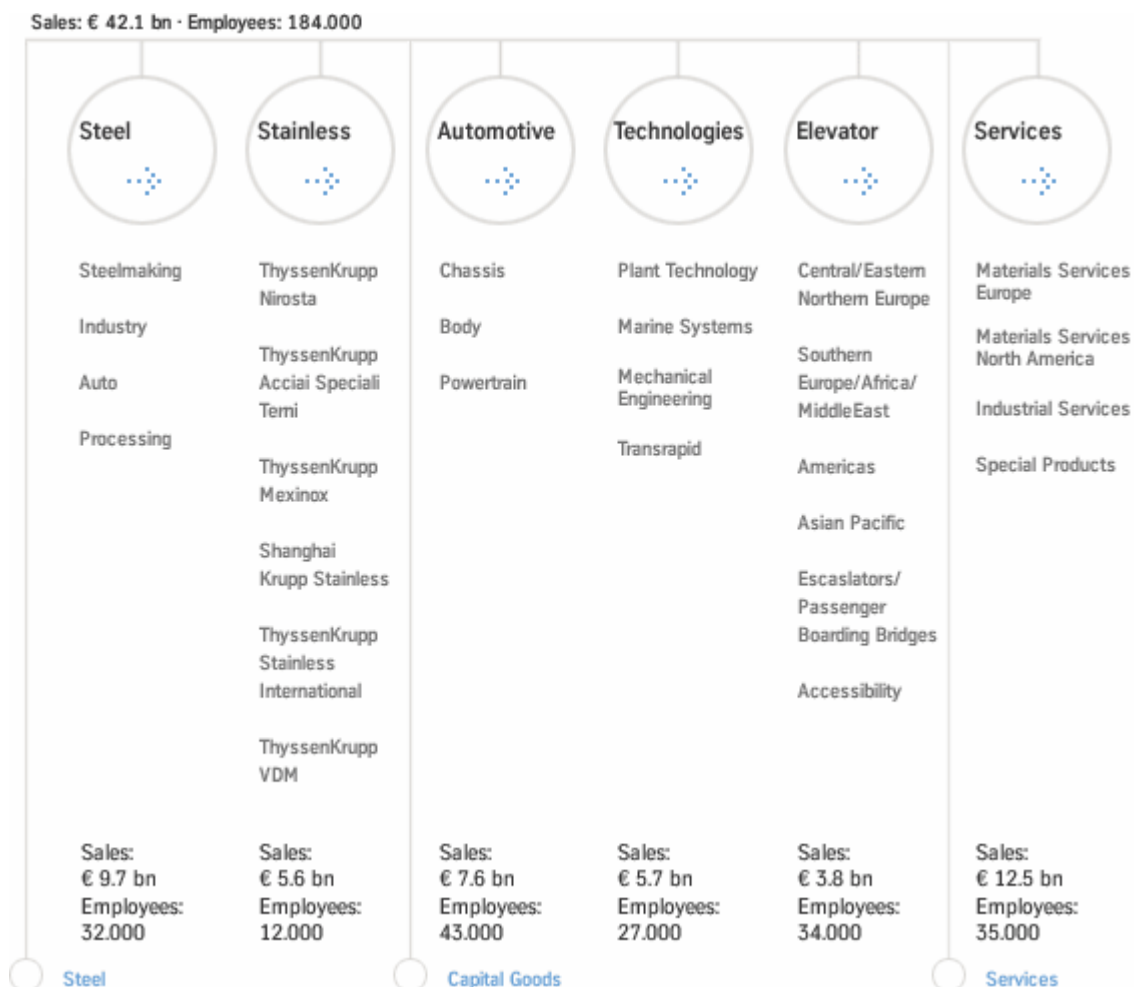 Sales: € 42.1 bn · Employees: 184.000
Steel
Stainless
Automotive
Technologies
Elevator
Services
Steelmaking
Industry
Auto
Processing
ThyssenKrupp
Nirosta
ThyssenKrupp
Acciai Speciali
Terni
ThyssenKrupp
Mexinox
Shanghai
Krupp Stainless
ThyssenKrupp
Stainless
International
ThyssenKrupp
VDM
Chassis
Body
Powertrain
Plant Technology
Marine Systems
Mechanical
Engineering
Transrapid
Central/Eastern
Northern Europe
Southern
Europe/Africa/
MiddleEast
Americas
Asian Pacific
Escaslators/
Passenger
Boarding Bridges
Accessibility
Materials Services
Europe
Materials Services
North America
Industrial Services
Special Products
Sales:
€ 9.7 bn
Employees:
32.000
Sales:
€ 5.6 bn
Employees:
12.000
Sales:
€ 7.6 bn
Employees:
43.000
Sales:
€ 5.7 bn
Employees:
27.000
Sales:
€ 3.8 bn
Employees:
34.000
Sales:
€ 12.5 bn
Employees:
35.000
Steel
Capital Goods
Services